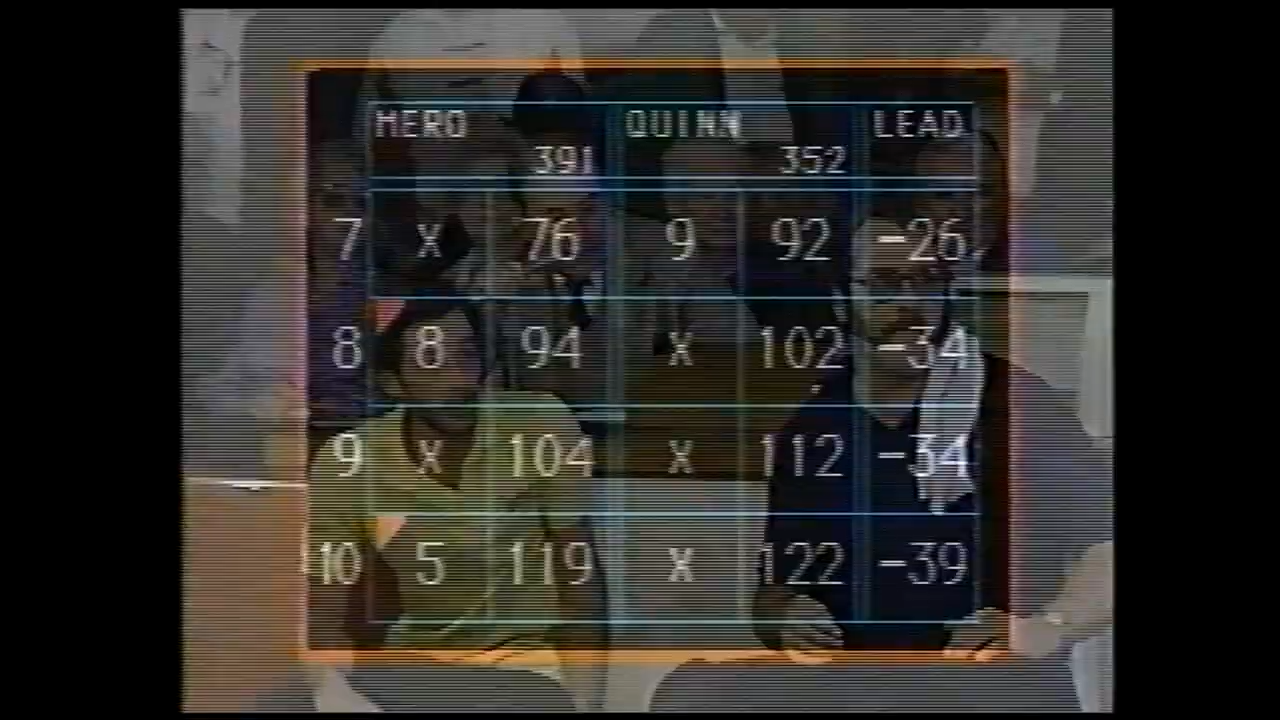 HERO QUINN LEAD
391 352
7 X 76 9 92 -26
8 8 94 X 102 -34
9 X 104 X 112 -34
10 5 119 X 122 -39